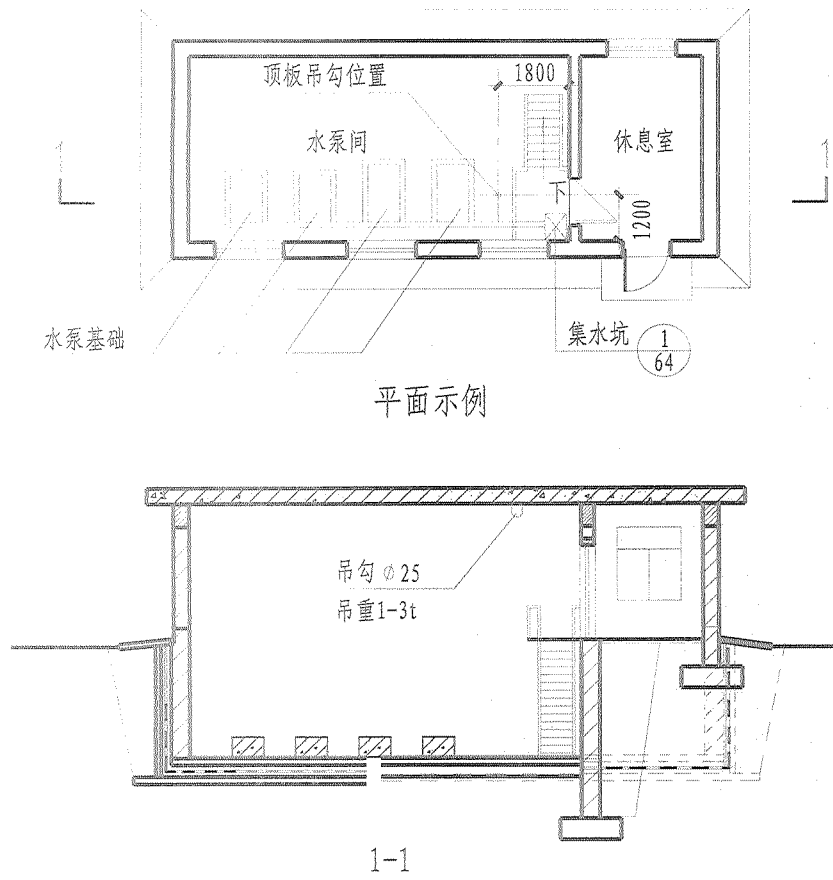 顶板吊勾位置
1800
水泵间
休息室
1
1
下
1200
水泵基础
集水坑
1
64
平面示例
吊勾⌀25
吊重1-3t
1-1